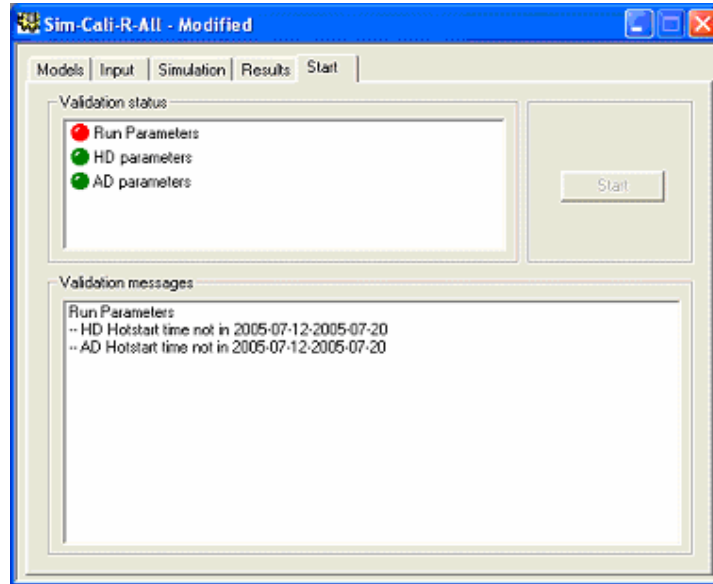 Sim-Cali-R-All - Modified
Models Input Simulation Results Start
Validation status
Run Parameters
HD parameters
AD parameters
Start
Validation messages
Run Parameters
-- HD Hotstart time not in 2005-07-12-2005-07-20
-- AD Hotstart time not in 2005-07-12-2005-07-20